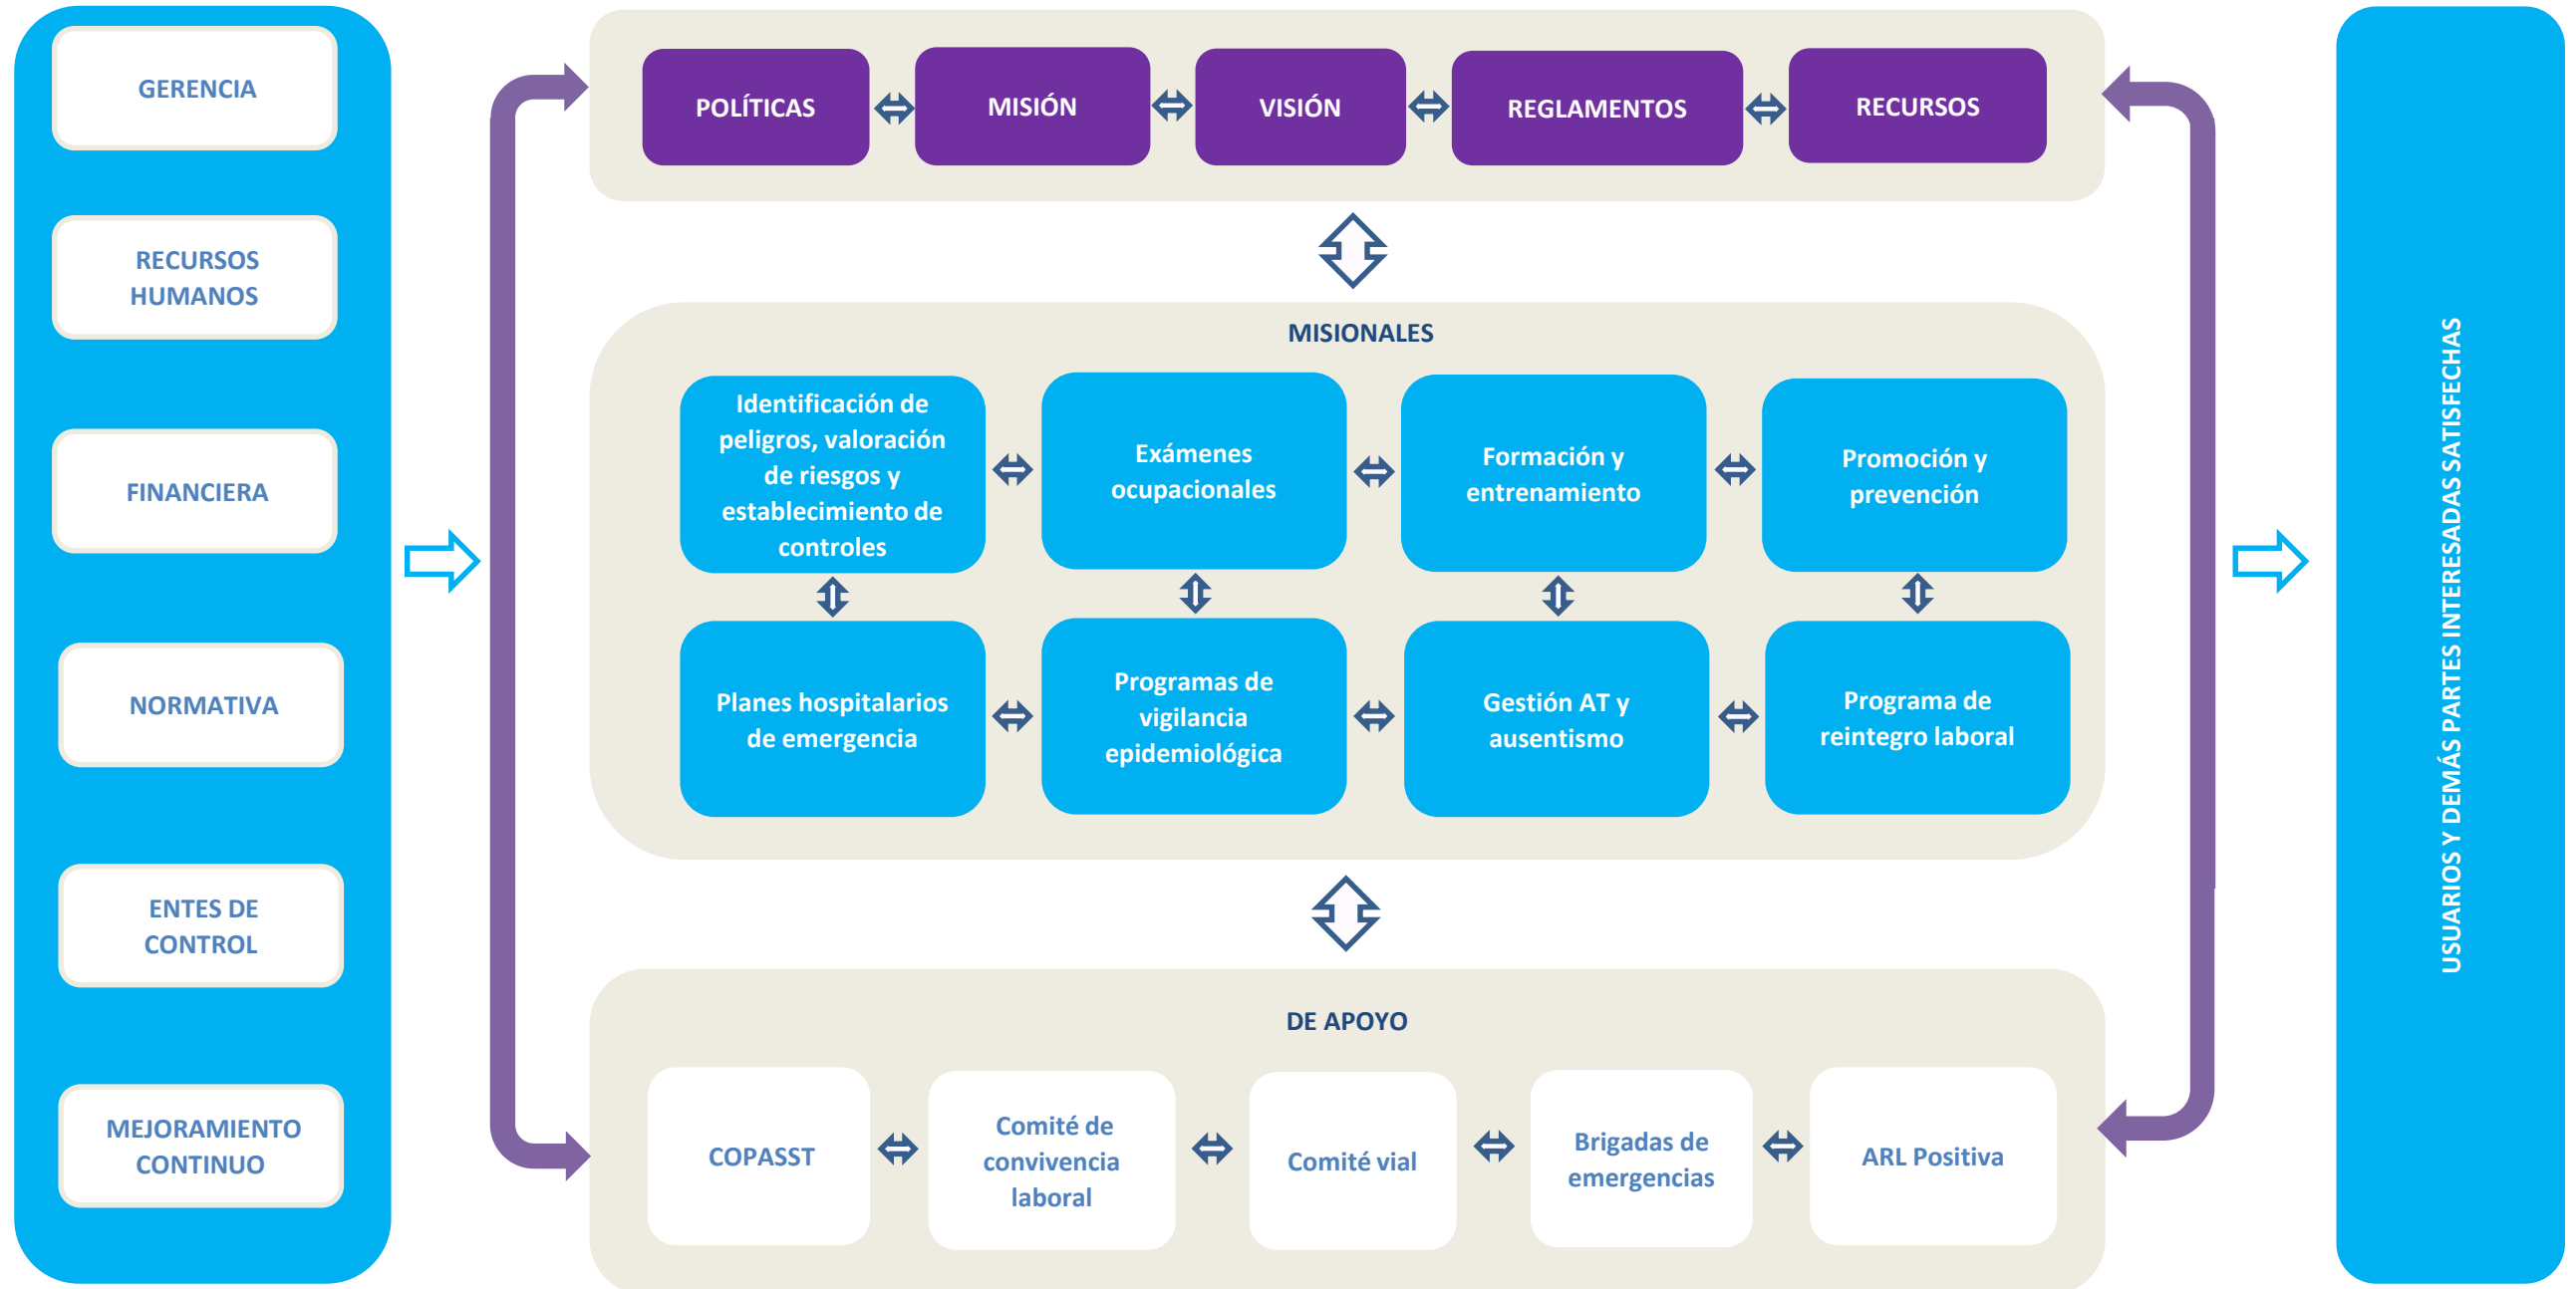 GERENCIA
RECURSOS
HUMANOS
FINANCIERA
NORMATIVA
ENTES DE
CONTROL
MEJORAMIENTO
CONTINUO
POLÍTICAS
MISIÓN
VISIÓN
REGLAMENTOS
RECURSOS
MISIONALES
Identificación de
peligros, valoración
de riesgos y
establecimiento de
controles
Exámenes
ocupacionales
Formación y
entrenamiento
Promoción y
prevención
Planes hospitalarios
de emergencia
Programas de
vigilancia
epidemiológica
Gestión AT y
ausentismo
Programa de
reintegro laboral
DE APOYO
COPASST
Comité de
convivencia
laboral
Comité vial
Brigadas de
emergencias
ARL Positiva
USUARIOS Y DEMÁS PARTES INTERESADAS SATISFECHAS